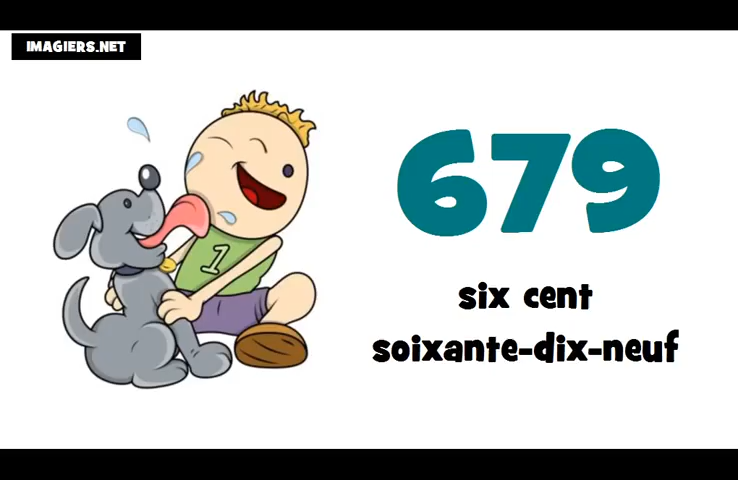 IMAGIERS.NET
1
679
six cent
soixante-dix-neuf